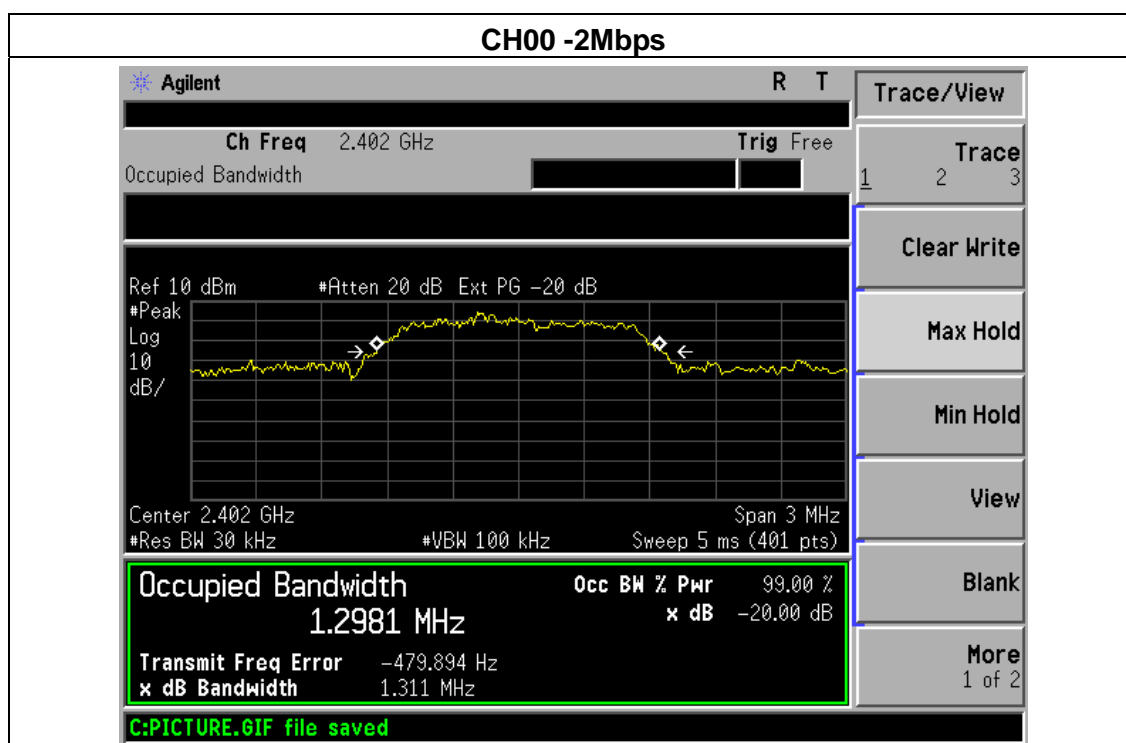 CH00 -2Mbps
Agilent R T
Trace/View
Ch Freq 2.402 GHz Trig Free
Occupied Bandwidth
Trace
1 2 3
Clear Write
Ref 10 dBm #Atten 20 dB Ext PG -20 dB
#Peak
Log
10
dB/
Max Hold
Min Hold
View
Center 2.402 GHz Span 3 MHz
#Res BW 30 kHz #VBW 100 kHz Sweep 5 ms (401 pts)
Occupied Bandwidth Occ BW % Pwr 99.00 %
1.2981 MHz x dB -20.00 dB
Blank
Transmit Freq Error -479.894 Hz
x dB Bandwidth 1.311 MHz
More
1 of 2
C:PICTURE.GIF file saved